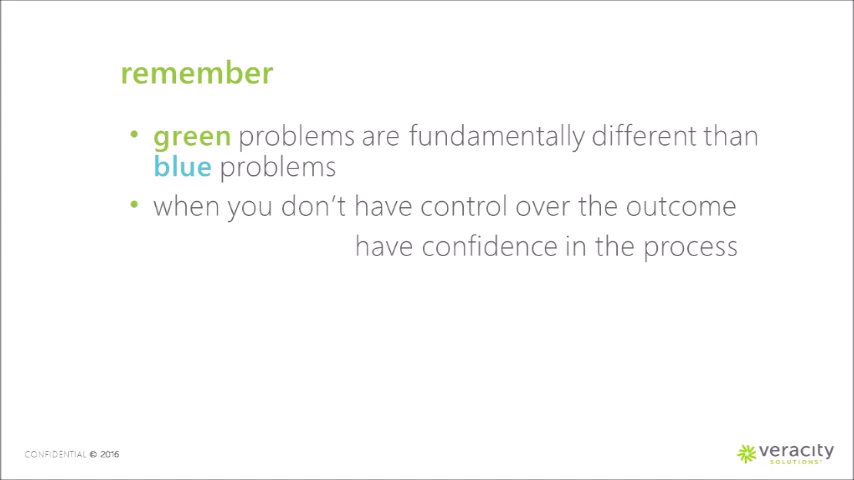 remember
• green problems are fundamentally different than
blue problems
• when you don't have control over the outcome
have confidence in the process
CONFIDENTIAL © 2016
veracity
SOLUTIONS